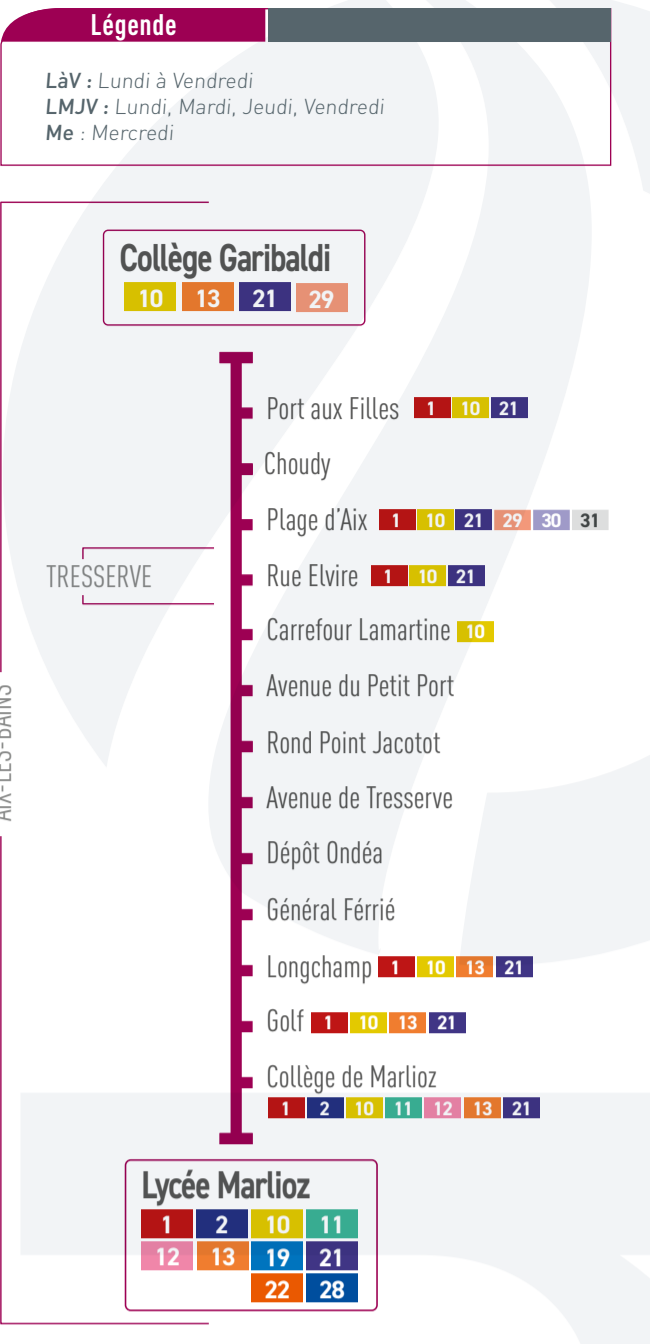 Légende
LàV : Lundi à Vendredi
LMJV : Lundi, Mardi, Jeudi, Vendredi
Me : Mercredi
Collège Garibaldi
10 13 21 29
Port aux Filles 1 10 21
Choudy
Plage d'Aix 1 10 21 29 30 31
TRESSERVE
Rue Elvire 1 10 21
Carrefour Lamartine 10
AIX-LES-BAINS
Avenue du Petit Port
Rond Point Jacotot
Avenue de Tresserve
Dépôt Ondéa
Général Férrié
Longchamp 1 10 13 21
Golf 1 10 13 21
Collège de Marlioz
1 2 10 11 12 13 21
Lycée Marlioz
1 2 10 11
12 13 19 21
22 28